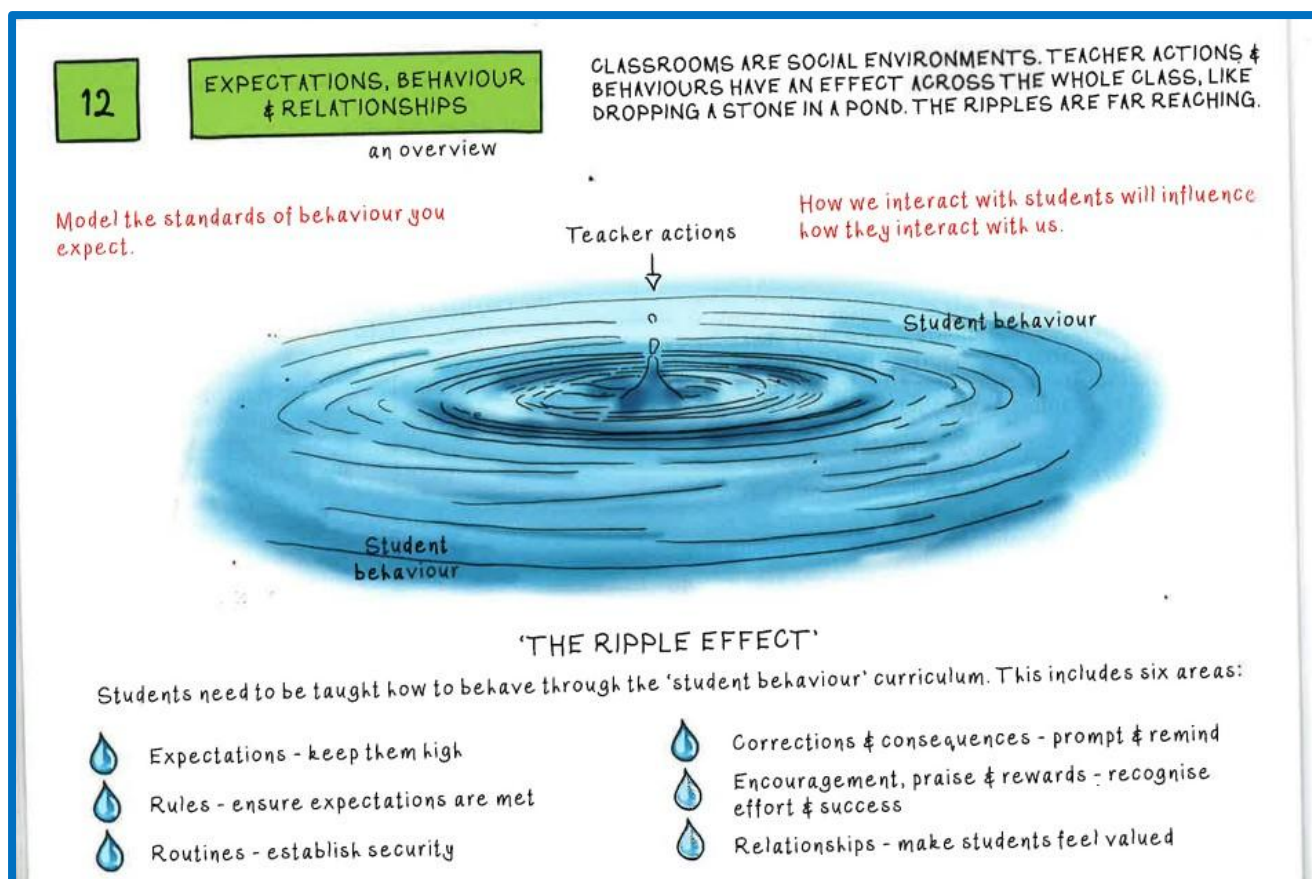 12
EXPECTATIONS, BEHAVIOUR
& RELATIONSHIPS
an overview
CLASSROOMS ARE SOCIAL ENVIRONMENTS. TEACHER ACTIONS &
BEHAVIOURS HAVE AN EFFECT ACROSS THE WHOLE CLASS, LIKE
DROPPING A STONE IN A POND. THE RIPPLES ARE FAR REACHING.
Model the standards of behaviour you
expect.
How we interact with students will influence
how they interact with us.
Teacher actions
Student behaviour
Student
behaviour
'THE RIPPLE EFFECT'
Students need to be taught how to behave through the 'student behaviour' curriculum. This includes six areas:
Expectations - keep them high
Rules - ensure expectations are met
Routines - establish security
Corrections & consequences - prompt & remind
Encouragement, praise & rewards - recognise
effort & success
Relationships - make students feel valued